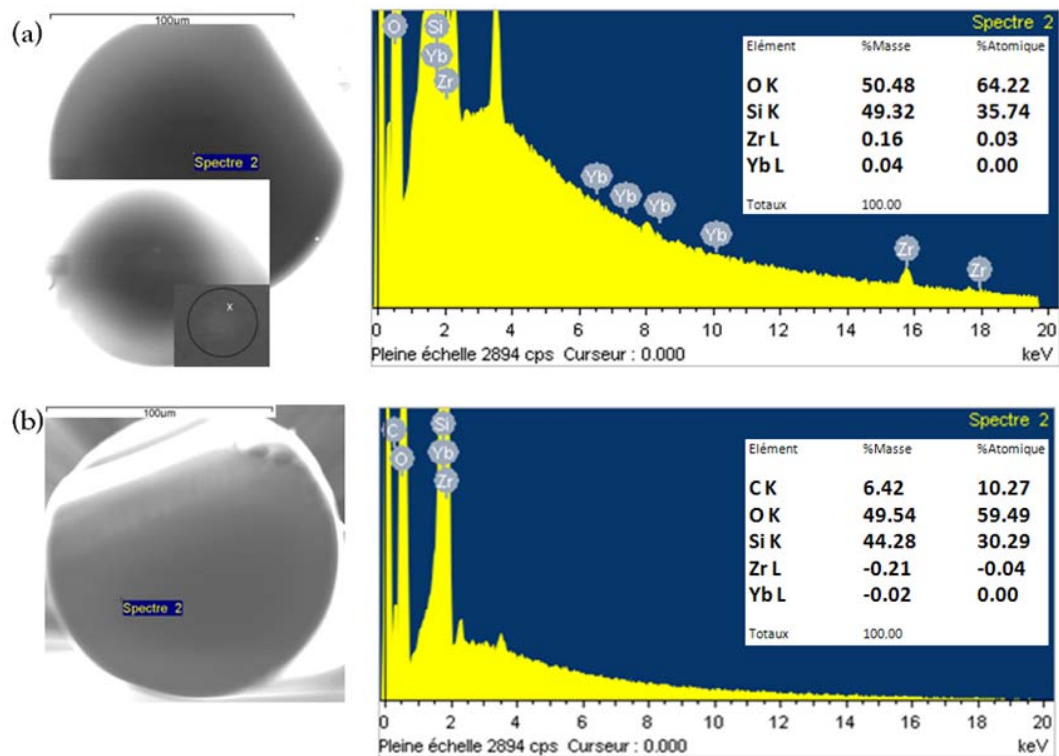 (a)
100um
Spectre 2
x
Spectre 2
O Si
Yb
Zr
Yb Yb Yb Yb Zr Zr
Elément %Masse %Atomique
O K 50.48 64.22
Si K 49.32 35.74
Zr L 0.16 0.03
Yb L 0.04 0.00
Totaux 100.00
0 2 4 6 8 10 12 14 16 18 20
Pleine échelle 2894 cps Curseur : 0.000 keV
(b)
100um
Spectre 2
Spectre 2
C Si
O Yb
Zr
Elément %Masse %Atomique
C K 6.42 10.27
O K 49.54 59.49
Si K 44.28 30.29
Zr L -0.21 -0.04
Yb L -0.02 0.00
Totaux 100.00
0 2 4 6 8 10 12 14 16 18 20
Pleine échelle 2894 cps Curseur : 0.000 keV